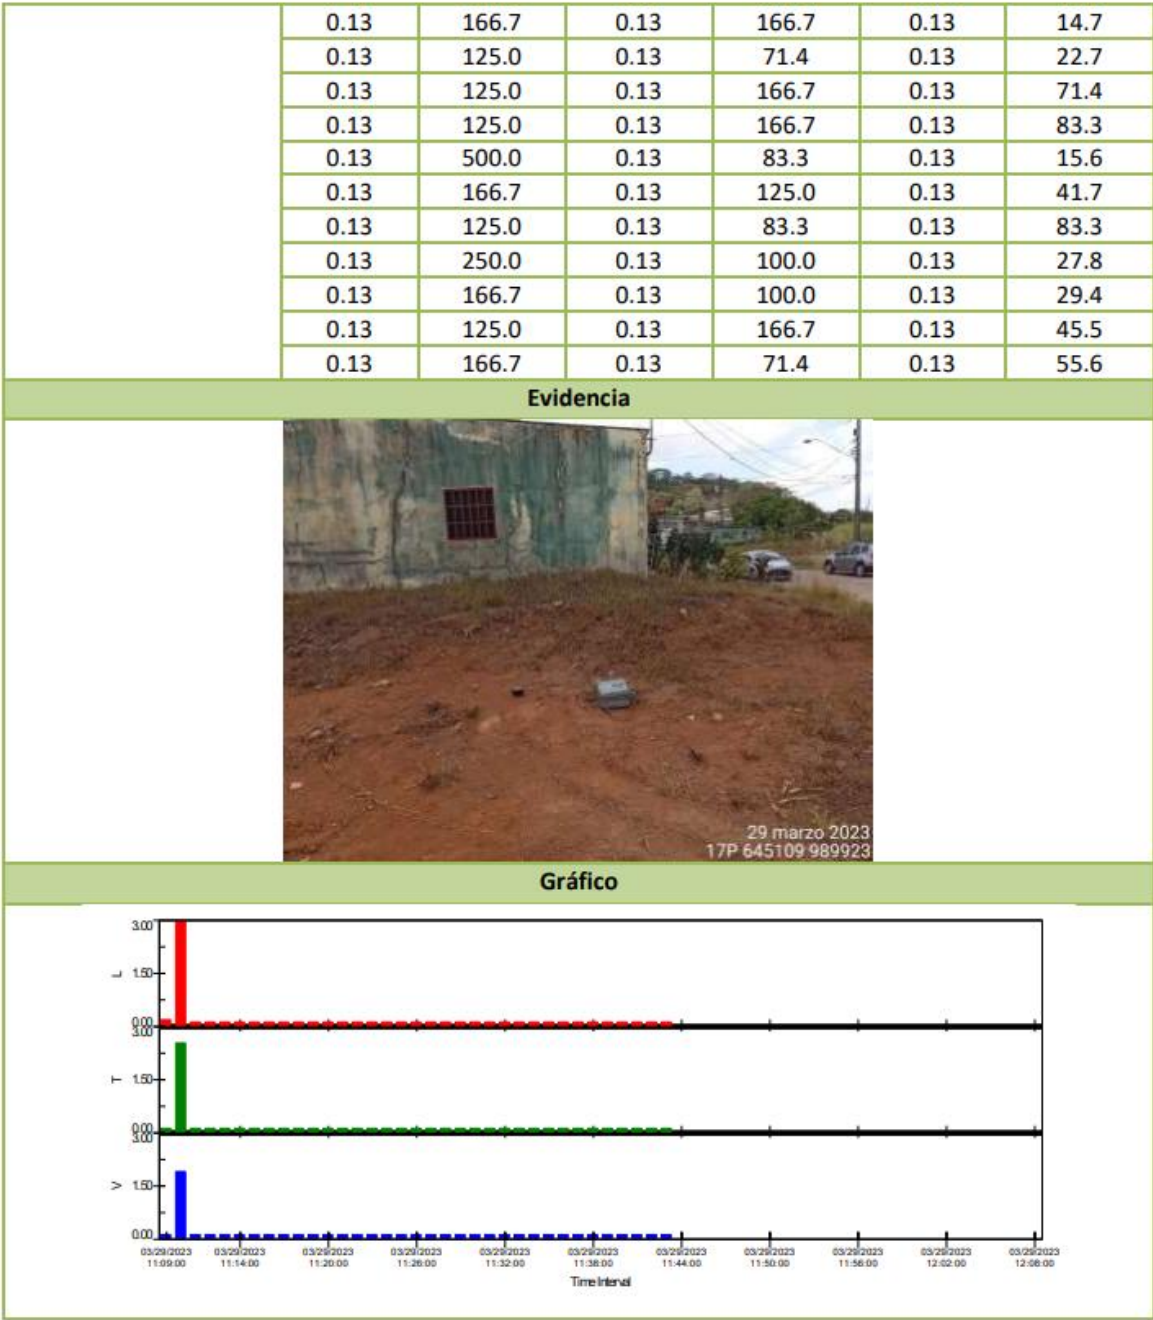 0.13 166.7 0.13 166.7 0.13 14.7
0.13 125.0 0.13 71.4 0.13 22.7
0.13 125.0 0.13 166.7 0.13 71.4
0.13 125.0 0.13 166.7 0.13 83.3
0.13 500.0 0.13 83.3 0.13 15.6
0.13 166.7 0.13 125.0 0.13 41.7
0.13 125.0 0.13 83.3 0.13 83.3
0.13 250.0 0.13 100.0 0.13 27.8
0.13 166.7 0.13 100.0 0.13 29.4
0.13 125.0 0.13 166.7 0.13 45.5
0.13 166.7 0.13 71.4 0.13 55.6
Evidencia
29 marzo 2023
17P 645109 989923
Gráfico
3.00
L 1.50
0.00
3.00
T 1.50
0.00
3.00
V 1.50
0.00
03/29/2023 03/29/2023 03/29/2023 03/29/2023 03/29/2023 03/29/2023 03/29/2023 03/29/2023 03/29/2023 03/29/2023 03/29/2023
11:09:00 11:14:00 11:20:00 11:26:00 11:32:00 11:38:00 11:44:00 11:50:00 11:56:00 12:02:00 12:08:00
Time Interval